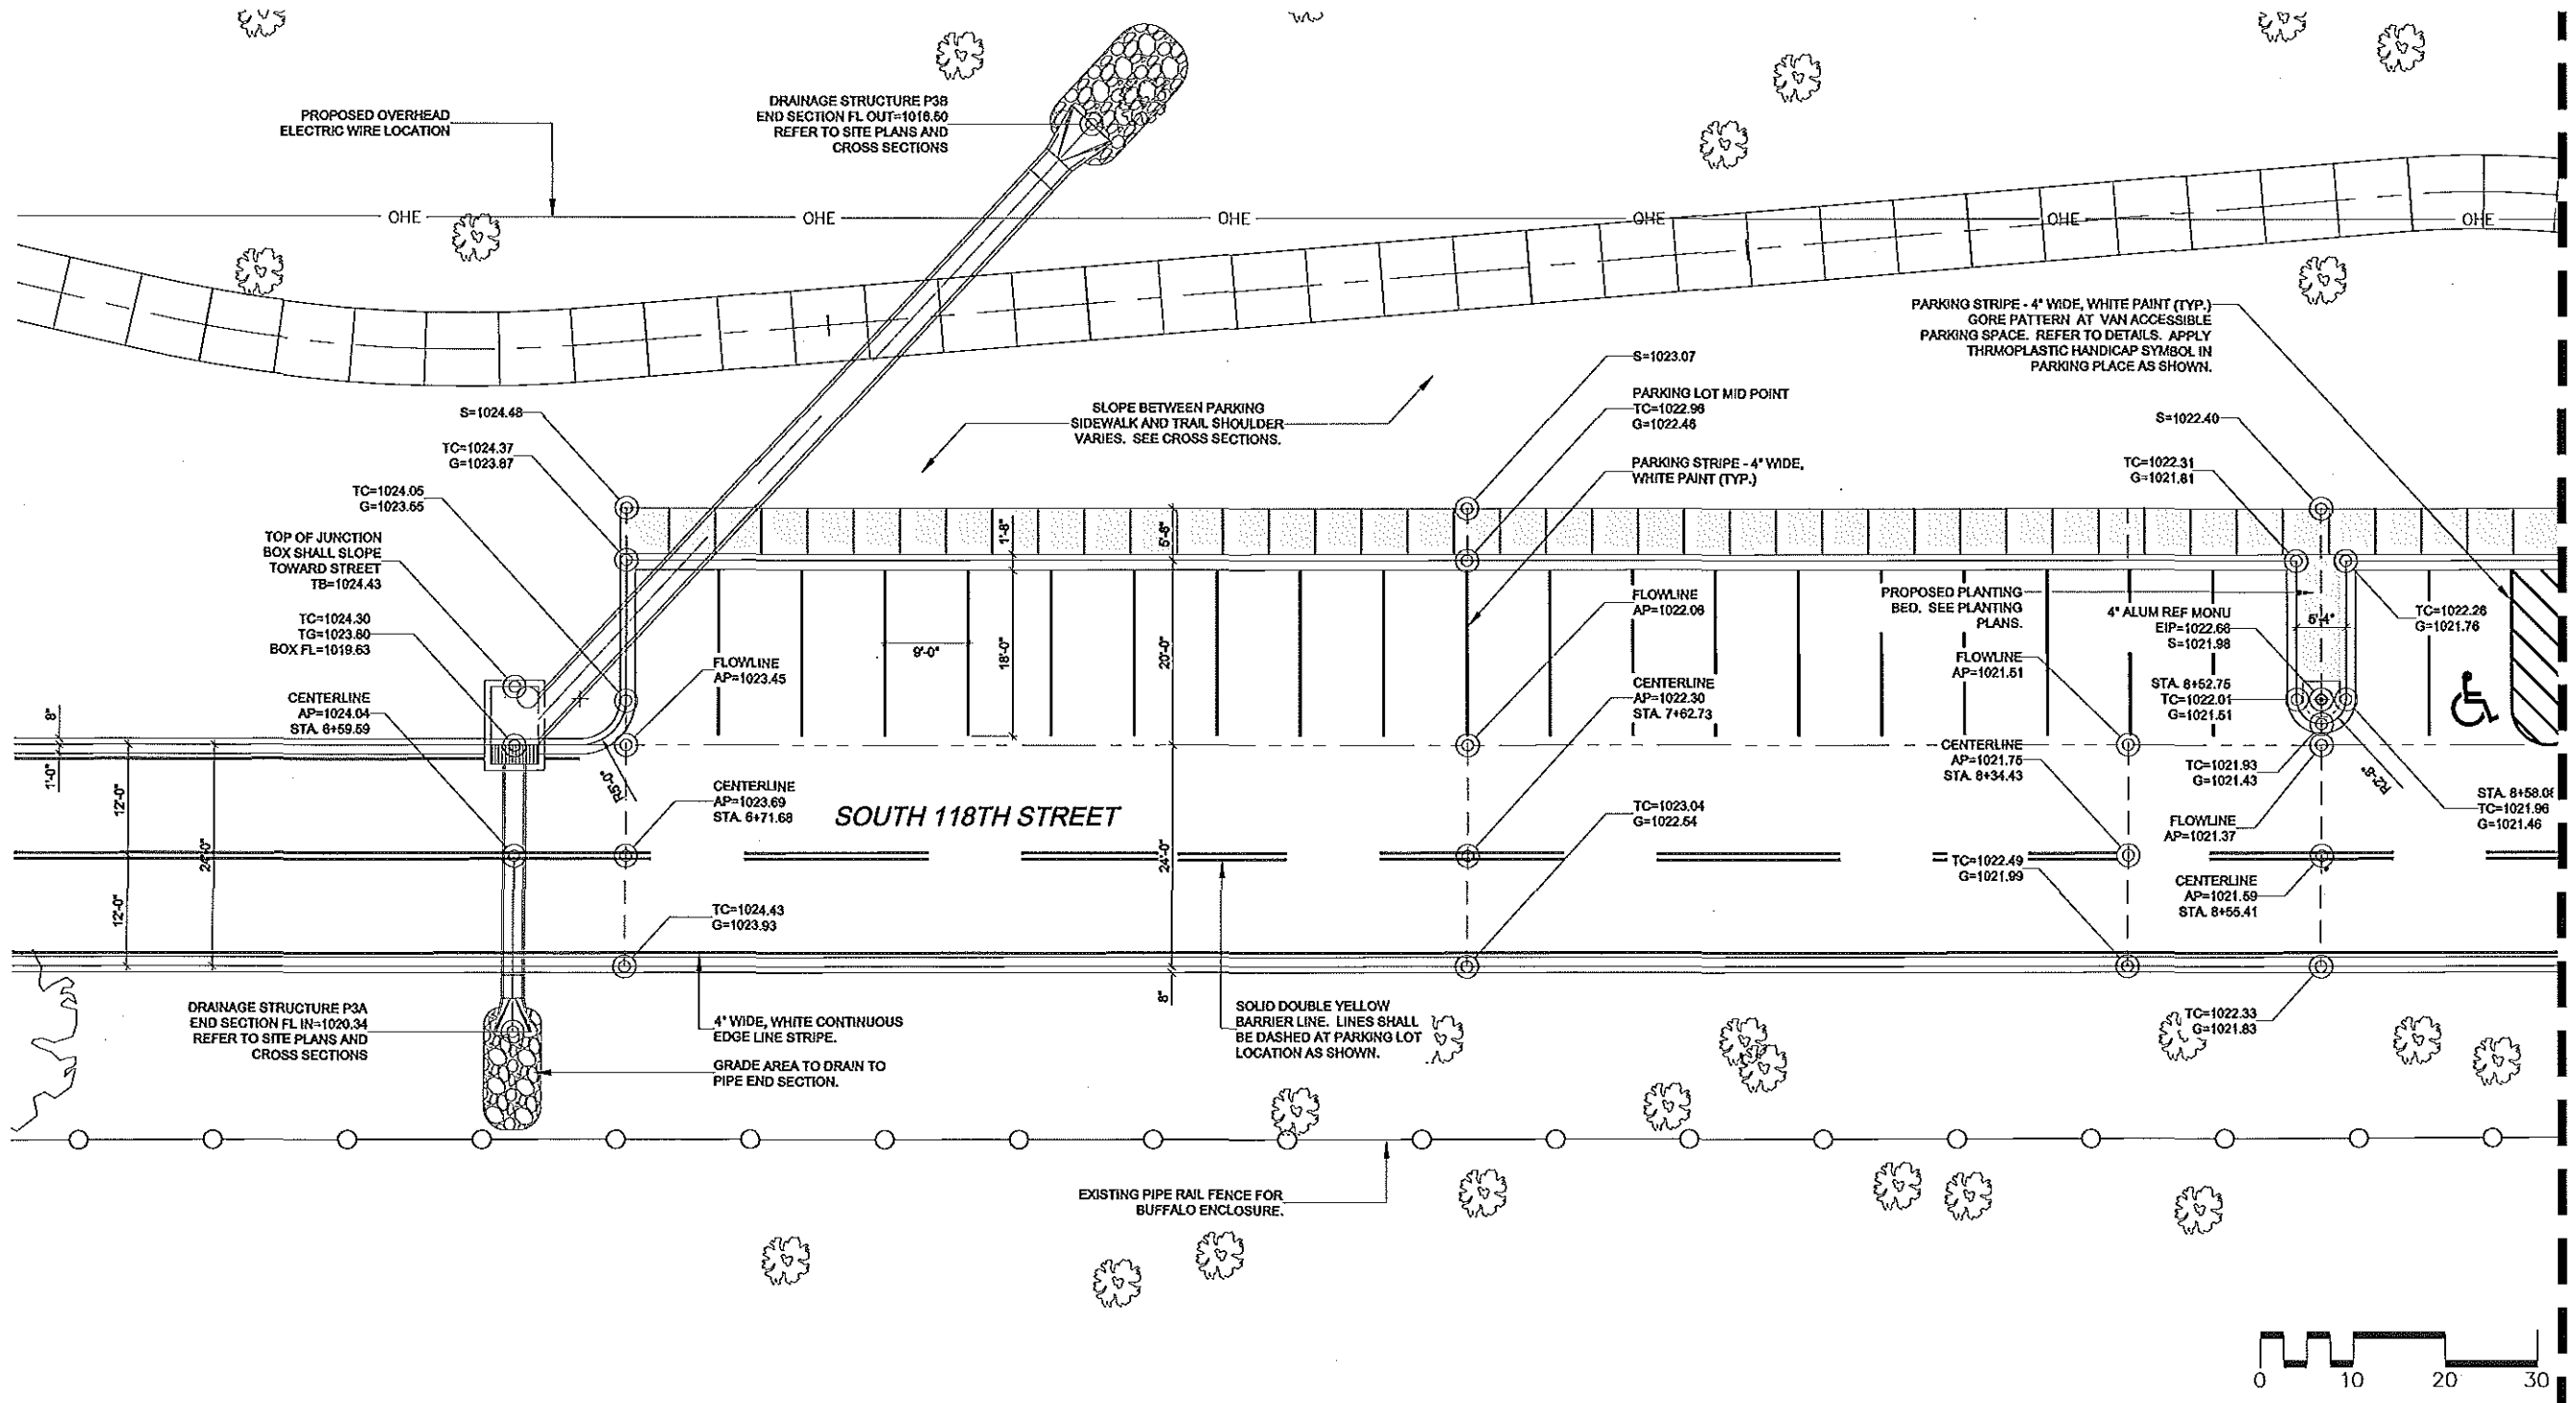 PROPOSED OVERHEAD
ELECTRIC WIRE LOCATION
DRAINAGE STRUCTURE P3B
END SECTION FL OUT=1016.50
REFER TO SITE PLANS AND
CROSS SECTIONS
OHE
OHE
OHE
OHE
OHE
OHE
PARKING STRIPE - 4" WIDE, WHITE PAINT (TYP.)
GORE PATTERN AT VAN ACCESSIBLE
PARKING SPACE. REFER TO DETAILS. APPLY
THRMOPLASTIC HANDICAP SYMBOL IN
PARKING PLACE AS SHOWN.
S=1023.07
PARKING LOT MID POINT
TC=1022.96
G=1022.46
SLOPE BETWEEN PARKING
SIDEWALK AND TRAIL SHOULDER
VARIES. SEE CROSS SECTIONS.
S=1024.48
TC=1024.37
G=1023.87
S=1022.40
PARKING STRIPE - 4" WIDE,
WHITE PAINT (TYP.)
TC=1022.31
G=1021.81
TC=1024.05
G=1023.55
TOP OF JUNCTION
BOX SHALL SLOPE
TOWARD STREET
TB=1024.43
1'-8"
5'-8"
TC=1024.30
TG=1023.80
BOX FL=1019.63
9'-0"
18'-0"
20'-0"
FLOWLINE
AP=1022.06
PROPOSED PLANTING
BED. SEE PLANTING
PLANS.
4" ALUM REF MONU
EIP=1022.66
S=1021.98
5'-4"
TC=1022.26
G=1021.76
FLOWLINE
AP=1023.45
FLOWLINE
AP=1021.51
CENTERLINE
AP=1022.30
STA. 7+62.73
STA. 8+52.75
TC=1022.01
G=1021.51
CENTERLINE
AP=1024.04
STA. 6+59.59
8"
1'-0"
12'-0"
24'-0"
12'-0"
R5'-0"
CENTERLINE
AP=1023.69
STA. 6+71.68
SOUTH 118TH STREET
CENTERLINE
AP=1021.75
STA. 8+34.43
TC=1021.93
G=1021.43
R2'-8"
STA. 8+58.08
TC=1021.96
G=1021.46
TC=1023.04
G=1022.54
FLOWLINE
AP=1021.37
24'-0"
TC=1022.49
G=1021.99
CENTERLINE
AP=1021.59
STA. 8+55.41
TC=1024.43
G=1023.93
8"
DRAINAGE STRUCTURE P3A
END SECTION FL IN=1020.34
REFER TO SITE PLANS AND
CROSS SECTIONS
4" WIDE, WHITE CONTINUOUS
EDGE LINE STRIPE.
GRADE AREA TO DRAIN TO
PIPE END SECTION.
SOLID DOUBLE YELLOW
BARRIER LINE. LINES SHALL
BE DASHED AT PARKING LOT
LOCATION AS SHOWN.
TC=1022.33
G=1021.83
EXISTING PIPE RAIL FENCE FOR
BUFFALO ENCLOSURE.
0 10 20 30